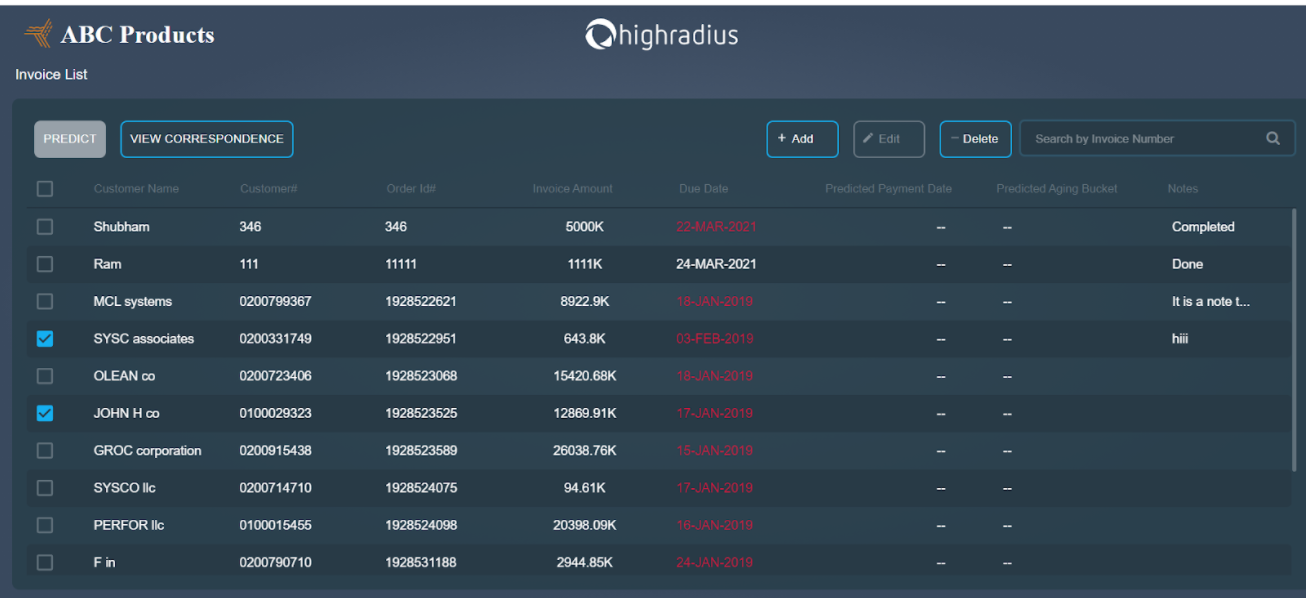 ABC Products highradius
Invoice List
PREDICT VIEW CORRESPONDENCE + Add Edit - Delete Search by Invoice Number
Customer Name Customer# Order Id# Invoice Amount Due Date Predicted Payment Date Predicted Aging Bucket Notes
Shubham 346 346 5000K 22-MAR-2021 -- -- Completed
Ram 111 11111 1111K 24-MAR-2021 -- -- Done
MCL systems 0200799367 1928522621 8922.9K 18-JAN-2019 -- -- It is a note t...
SYSC associates 0200331749 1928522951 643.8K 03-FEB-2019 -- -- hiii
OLEAN co 0200723406 1928523068 15420.68K 18-JAN-2019 -- --
JOHN H co 0100029323 1928523525 12869.91K 17-JAN-2019 -- --
GROC corporation 0200915438 1928523589 26038.76K 15-JAN-2019 -- --
SYSCO llc 0200714710 1928524075 94.61K 17-JAN-2019 -- --
PERFOR llc 0100015455 1928524098 20398.09K 16-JAN-2019 -- --
F in 0200790710 1928531188 2944.85K 24-JAN-2019 -- --